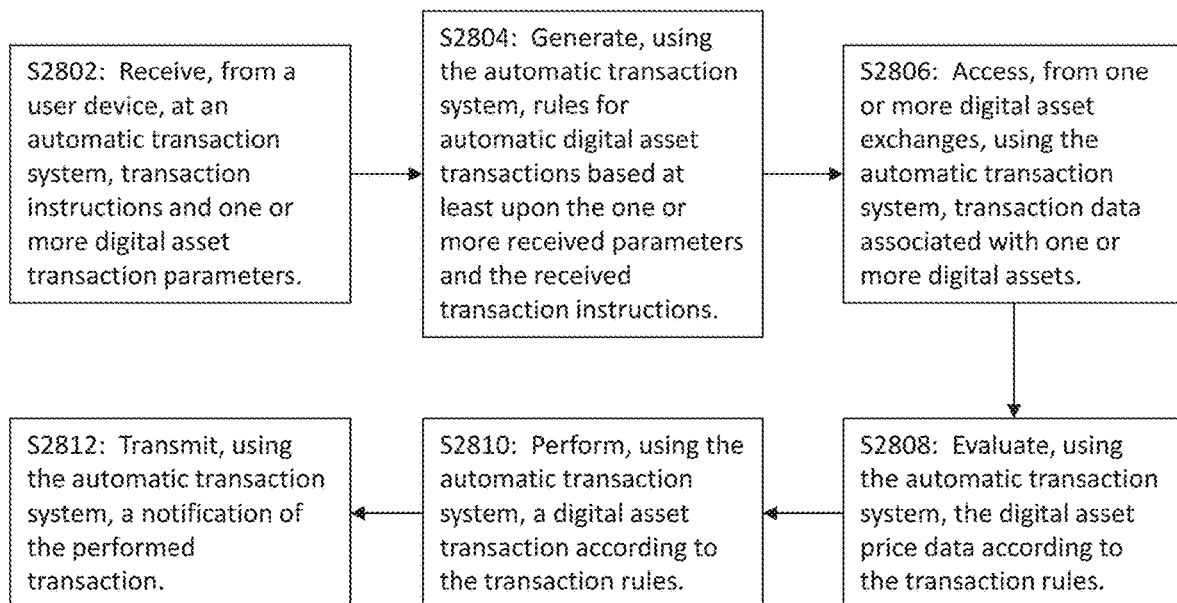 S2802: Receive, from a
user device, at an
automatic transaction
system, transaction
instructions and one or
more digital asset
transaction parameters.
S2804: Generate, using
the automatic transaction
system, rules for
automatic digital asset
transactions based at
least upon the one or
more received parameters
and the received
transaction instructions.
S2806: Access, from one
or more digital asset
exchanges, using the
automatic transaction
system, transaction data
associated with one or
more digital assets.
S2808: Evaluate, using
the automatic transaction
system, the digital asset
price data according to
the transaction rules.
S2810: Perform, using the
automatic transaction
system, a digital asset
transaction according to
the transaction rules.
S2812: Transmit, using
the automatic transaction
system, a notification of
the performed
transaction.